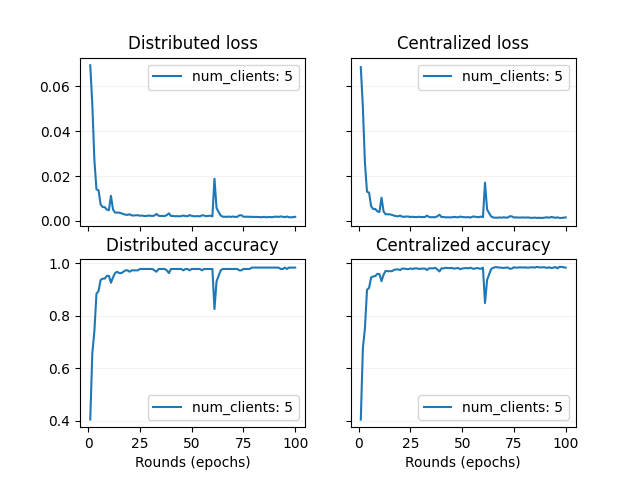 Distributed loss
Centralized loss
num_clients: 5
num_clients: 5
0.06
0.04
0.02
0.00
Distributed accuracy
Centralized accuracy
1.0
0.8
0.6
0.4
num_clients: 5
num_clients: 5
0 25 50 75 100
0 25 50 75 100
Rounds (epochs)
Rounds (epochs)